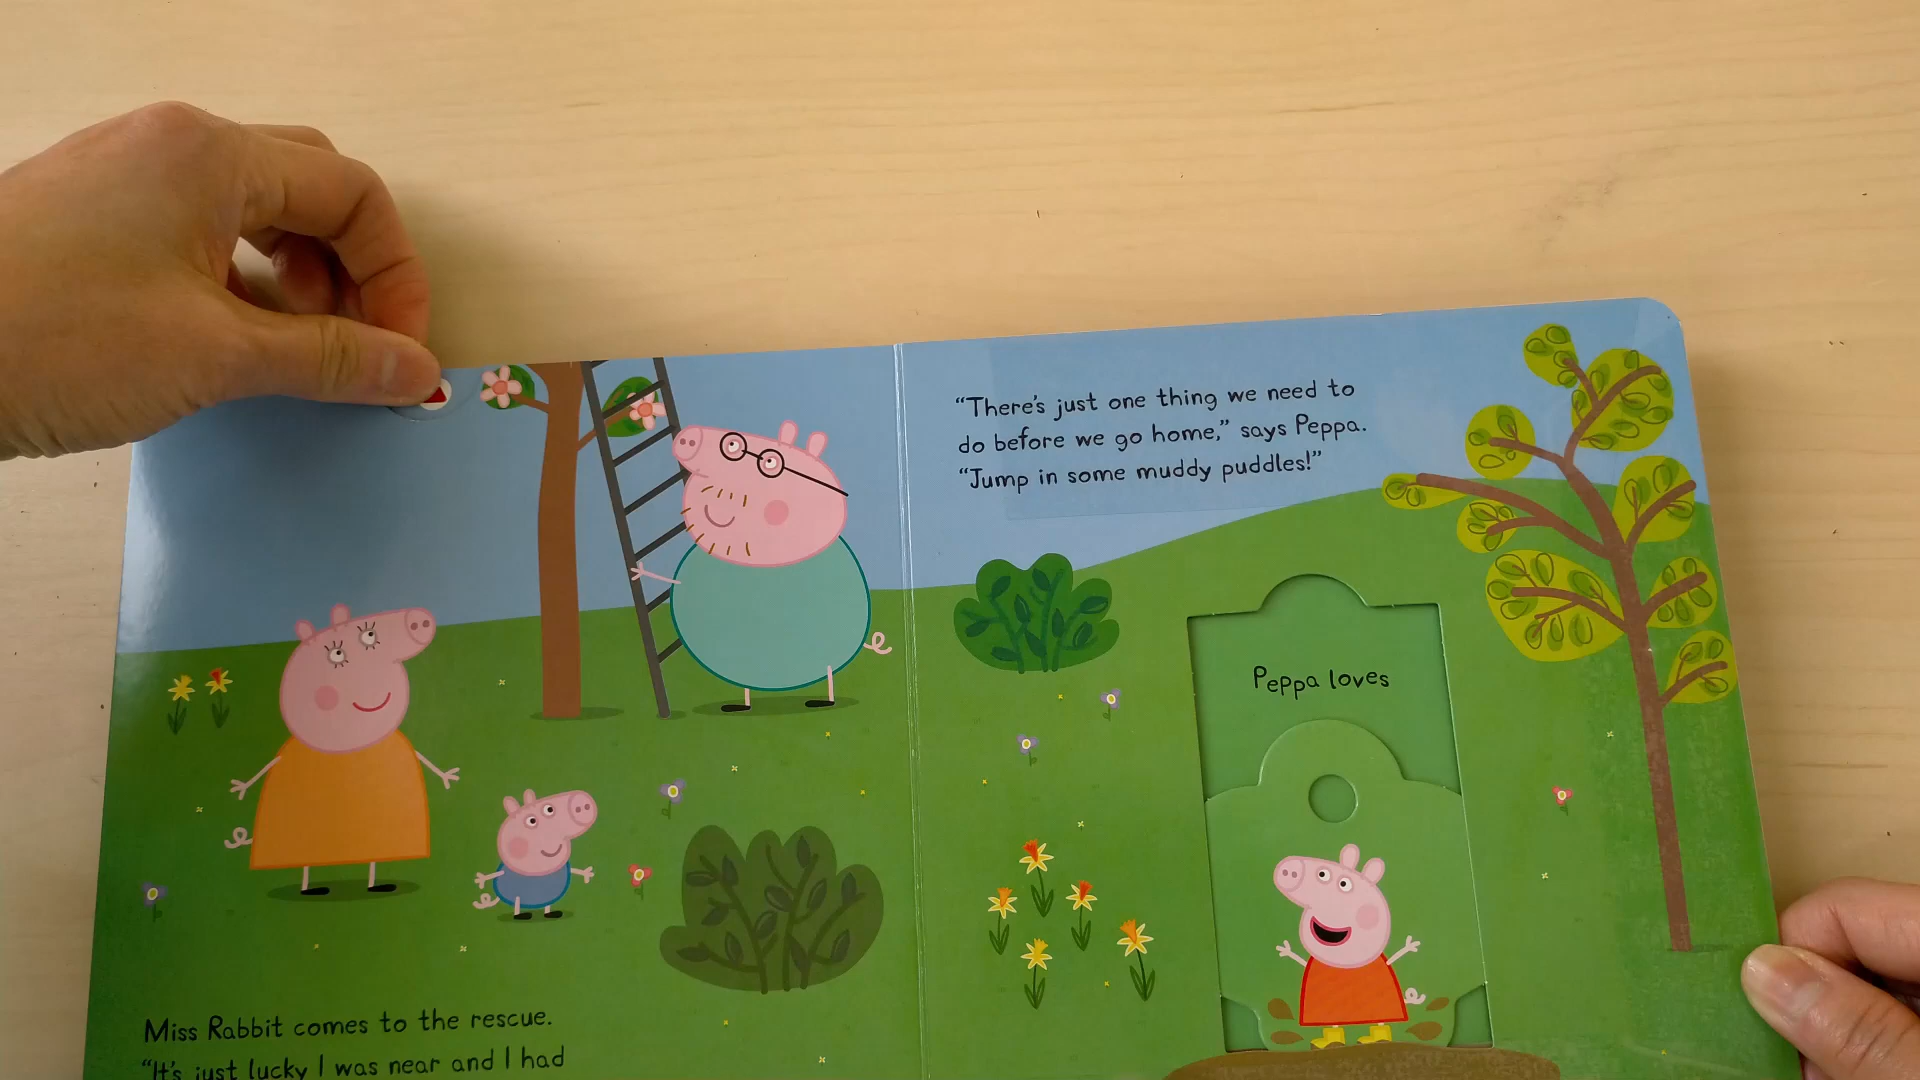 Miss Rabbit comes to the rescue.
“It's just lucky I was near and I had
“There's just one thing we need to
do before we go home,” says Peppa.
“Jump in some muddy puddles!”
Peppa loves